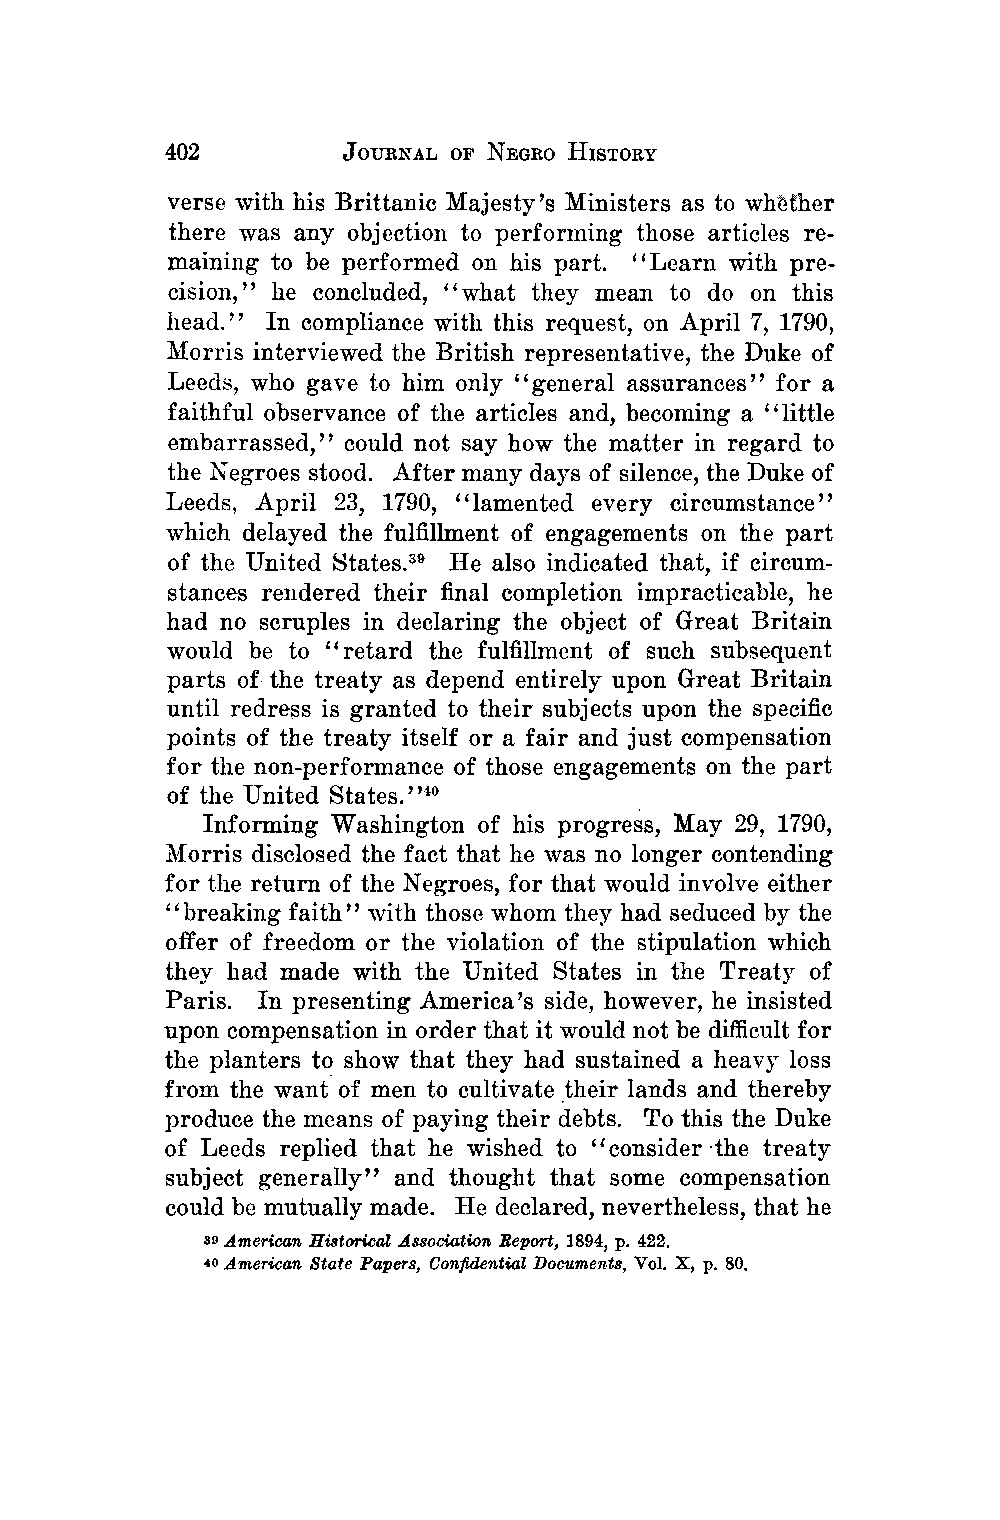 402 JOURNAL OF NEGRO HISTORY
verse with his Brittanic Majesty's Ministers as to whether
there was any objection to performing those articles re-
maining to be performed on his part. "Learn with pre-
cision," he concluded, "what they mean to do on this
head." In compliance with this request, on April 7, 1790,
Morris interviewed the British representative, the Duke of
Leeds, who gave to him only "general assurances" for a
faithful observance of the articles and, becoming a "little
embarrassed," could not say how the matter in regard to
the Negroes stood. After many days of silence, the Duke of
Leeds, April 23, 1790, "lamented every circumstance"
which delayed the fulfillment of engagements on the part
of the United States.³⁹ He also indicated that, if circum-
stances rendered their final completion impracticable, he
had no scruples in declaring the object of Great Britain
would be to "retard the fulfillment of such subsequent
parts of the treaty as depend entirely upon Great Britain
until redress is granted to their subjects upon the specific
points of the treaty itself or a fair and just compensation
for the non-performance of those engagements on the part
of the United States."⁴⁰
Informing Washington of his progress, May 29, 1790,
Morris disclosed the fact that he was no longer contending
for the return of the Negroes, for that would involve either
"breaking faith" with those whom they had seduced by the
offer of freedom or the violation of the stipulation which
they had made with the United States in the Treaty of
Paris. In presenting America's side, however, he insisted
upon compensation in order that it would not be difficult for
the planters to show that they had sustained a heavy loss
from the want of men to cultivate their lands and thereby
produce the means of paying their debts. To this the Duke
of Leeds replied that he wished to "consider the treaty
subject generally" and thought that some compensation
could be mutually made. He declared, nevertheless, that he
³⁹ American Historical Association Report, 1894, p. 422.
⁴⁰ American State Papers, Confidential Documents, Vol. X, p. 80.